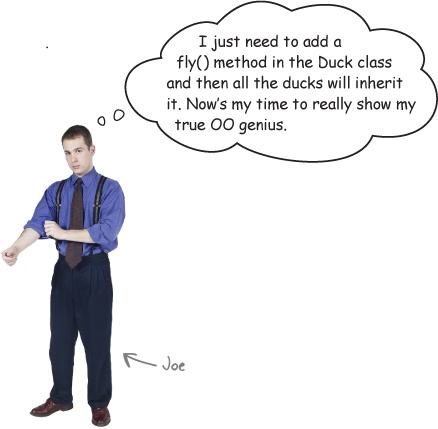 I just need to add a
fly() method in the Duck class
and then all the ducks will inherit
it. Now's my time to really show my
true OO genius.
Joe